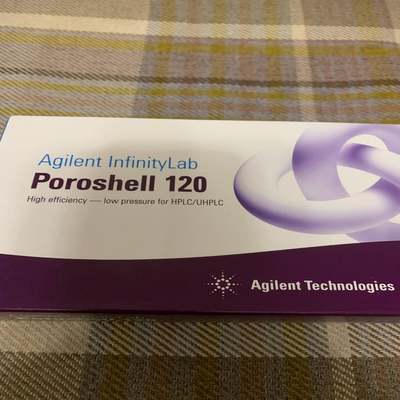 Agilent InfinityLab
Poroshell 120
High efficiency — low pressure for HPLC/UHPLC
Agilent Technologies